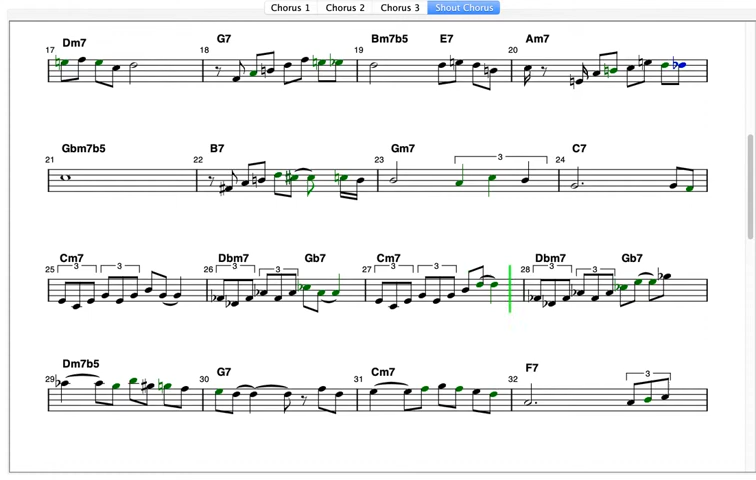 Chorus 1 Chorus 2 Chorus 3 Shout Chorus
17 Dm7 18 G7 19 Bm7b5 E7 20 Am7
21 Gbm7b5 22 B7 23 Gm7 3 24 C7
25 Cm7 3 3 26 Dbm7 3 3 Gb7 27 Cm7 3 3 28 Dbm7 3 3 Gb7
29 Dm7b5 30 G7 31 Cm7 32 F7 3